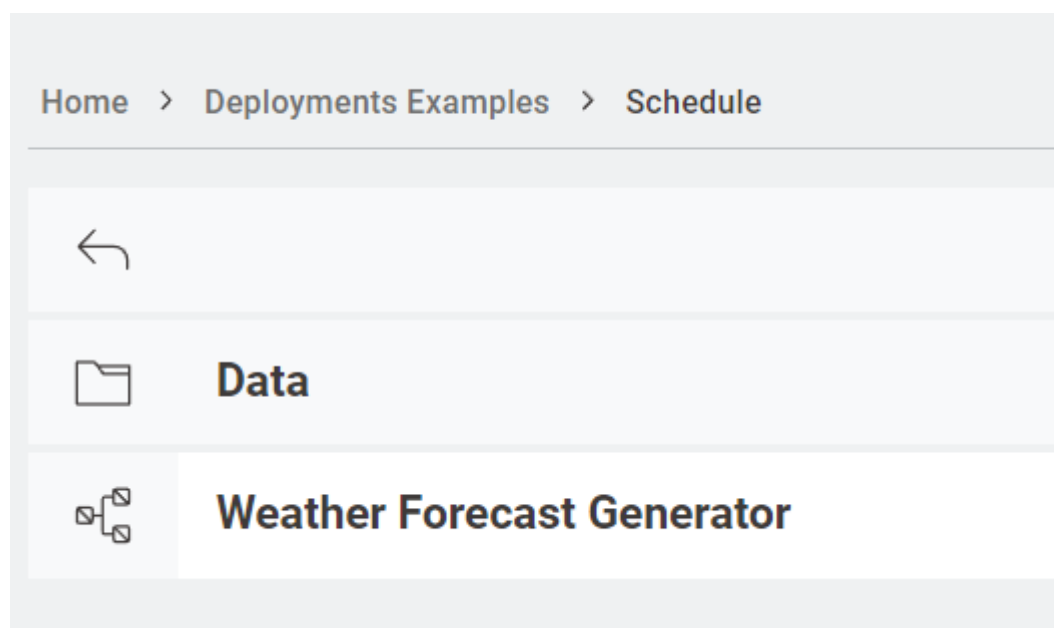 Home > Deployments Examples > Schedule
Data
Weather Forecast Generator